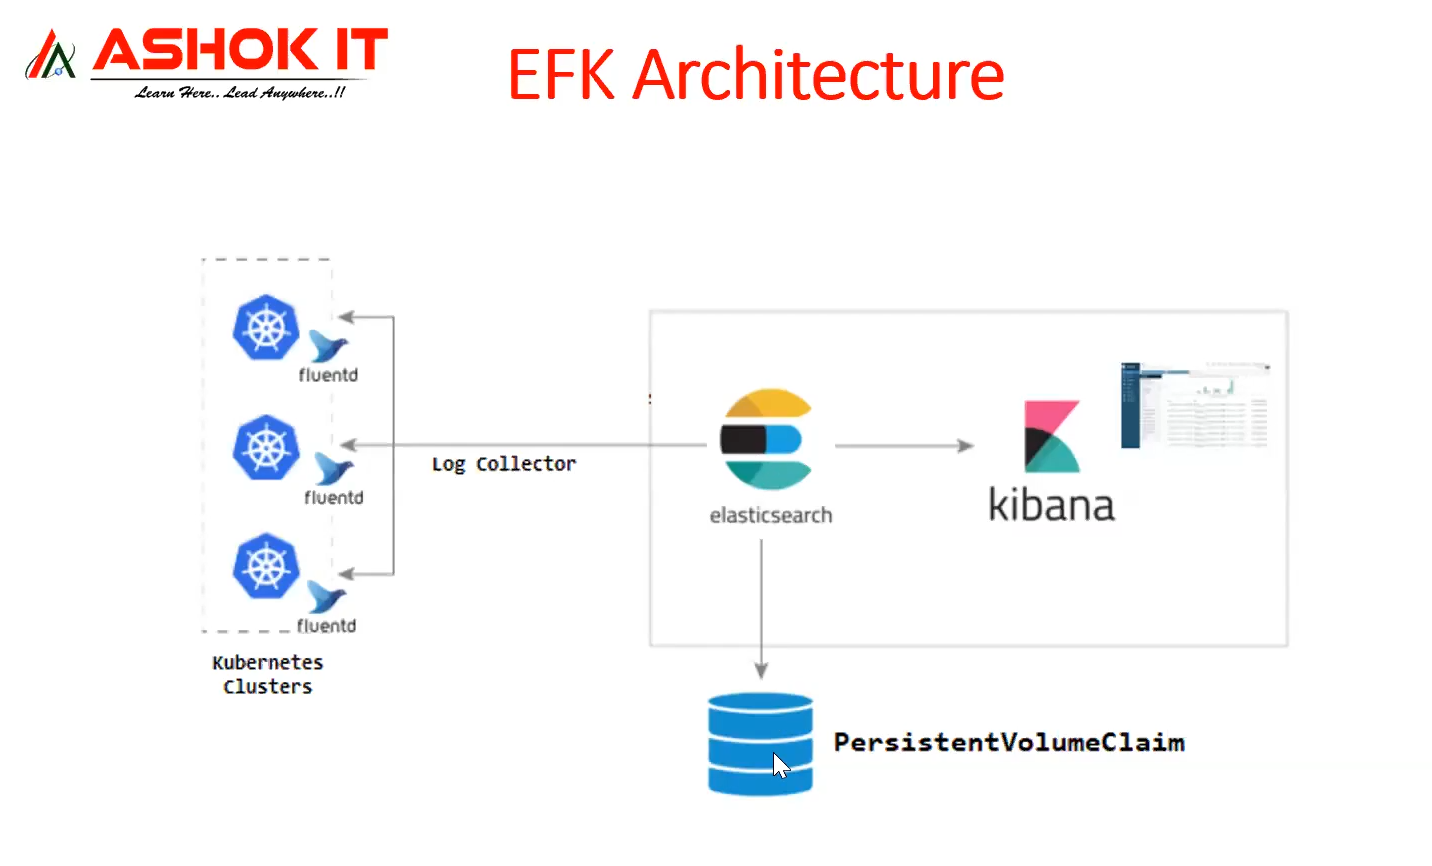 ASHOK IT
Learn Here.. Lead Anywhere..!!
EFK Architecture
fluentd
fluentd
fluentd
Kubernetes
Clusters
Log Collector
elasticsearch
kibana
PersistentVolumeClaim